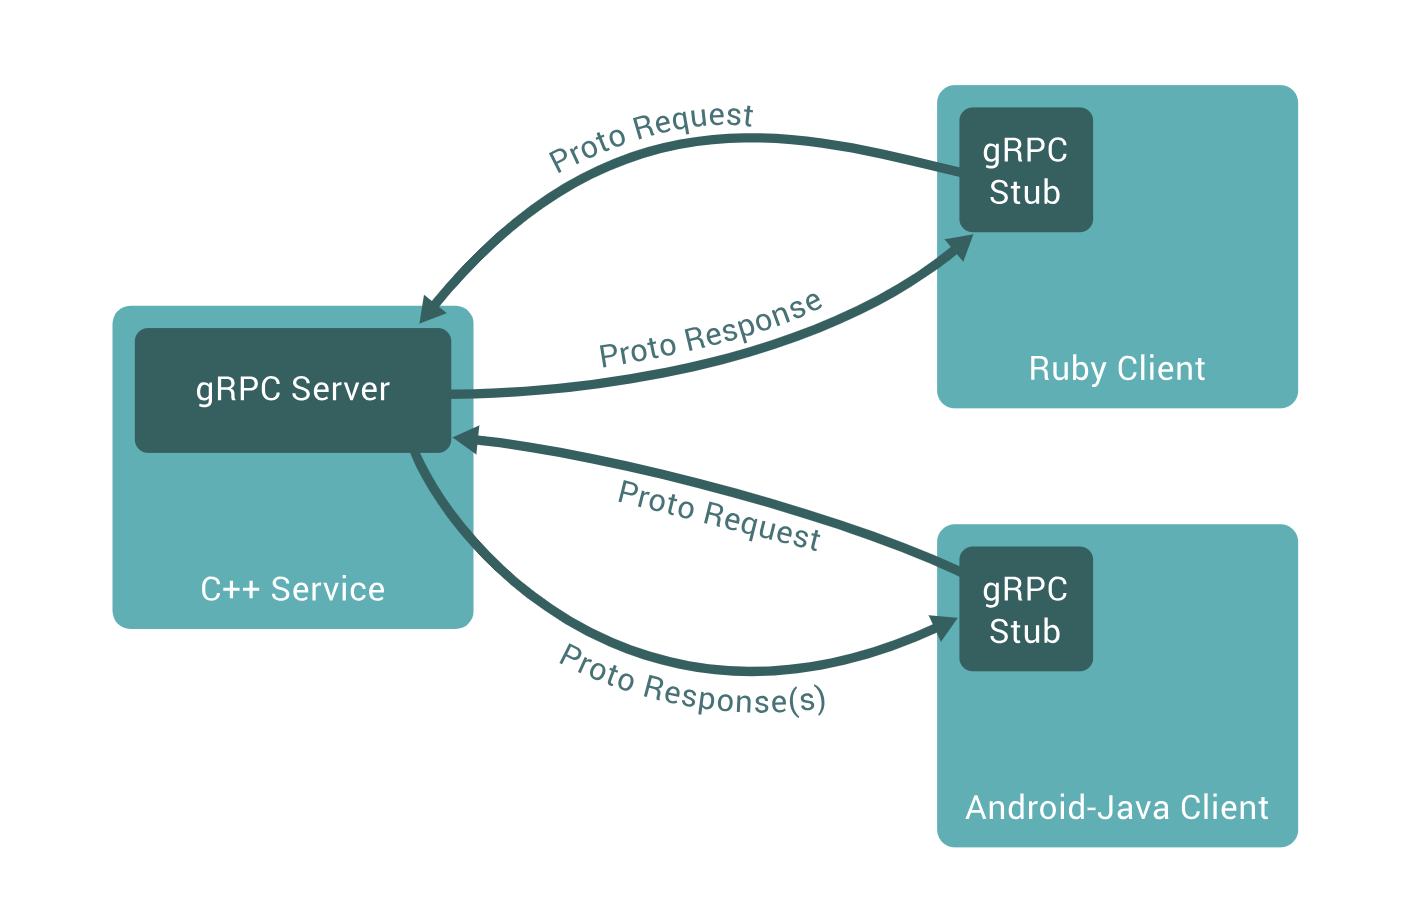 Proto Request
gRPC
Stub
Ruby Client
Proto Response
gRPC Server
C++ Service
Proto Request
gRPC
Stub
Android-Java Client
Proto Response(s)